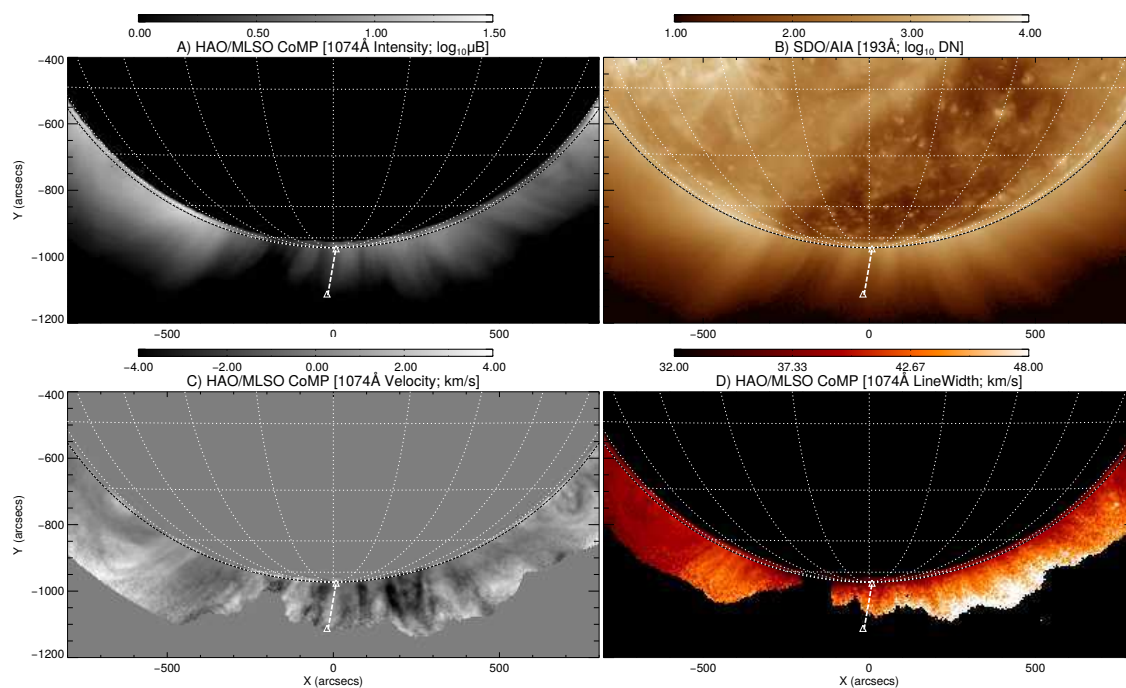 0.00 0.50 1.00 1.50
A) HAO/MLSO CoMP [1074Å Intensity; log₁₀μB]
1.00 2.00 3.00 4.00
B) SDO/AIA [193Å; log₁₀ DN]
Y (arcsecs)
−400
−600
−800
−1000
−1200
−500 0 500
−500 0 500
−4.00 −2.00 0.00 2.00 4.00
C) HAO/MLSO CoMP [1074Å Velocity; km/s]
32.00 37.33 42.67 48.00
D) HAO/MLSO CoMP [1074Å LineWidth; km/s]
Y (arcsecs)
−400
−600
−800
−1000
−1200
−500 0 500
X (arcsecs)
−500 0 500
X (arcsecs)